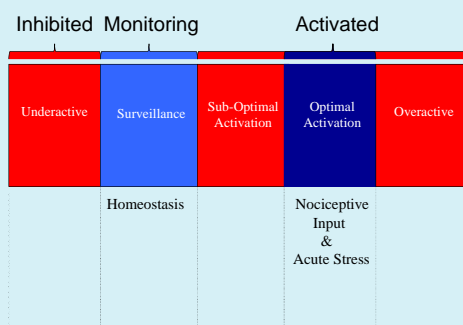 Inhibited Monitoring Activated
Underactive
Surveillance
Sub-Optimal
Activation
Optimal
Activation
Overactive
Homeostasis
Nociceptive
Input
&
Acute Stress